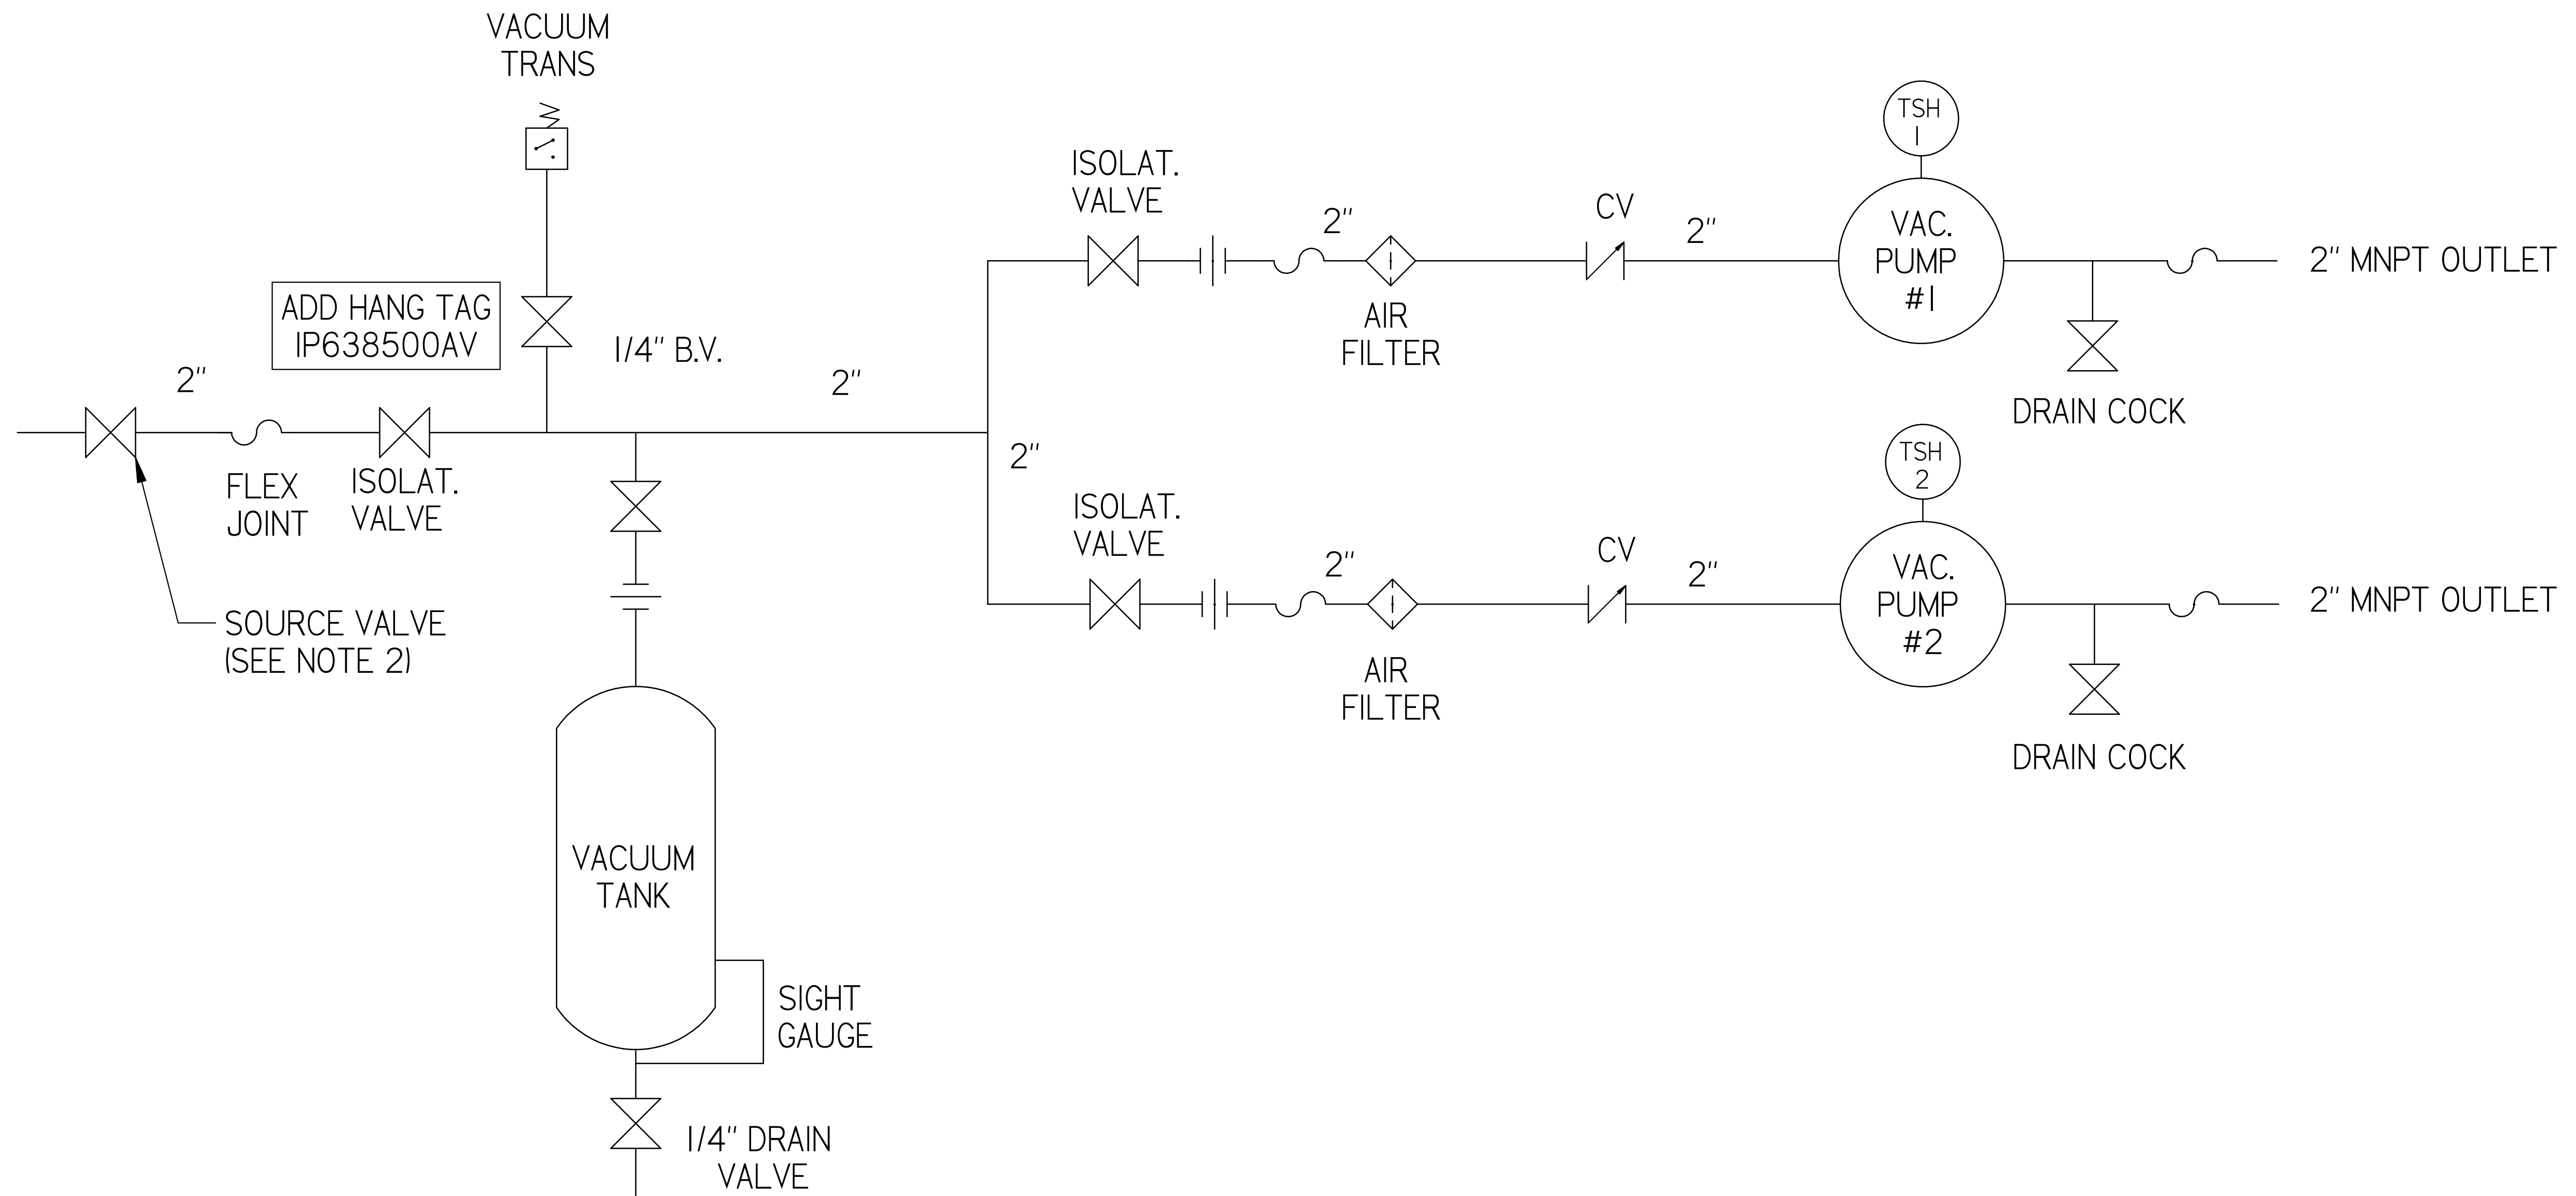 VACUUM
TRANS
ADD HANG TAG
IP638500AV
1/4" B.V.
2"
2"
2"
FLEX
JOINT
ISOLAT.
VALVE
SOURCE VALVE
(SEE NOTE 2)
VACUUM
TANK
SIGHT
GAUGE
1/4" DRAIN
VALVE
ISOLAT.
VALVE
2"
AIR
FILTER
CV
2"
TSH
1
VAC.
PUMP
#1
2" MNPT OUTLET
DRAIN COCK
ISOLAT.
VALVE
2"
AIR
FILTER
CV
2"
TSH
2
VAC.
PUMP
#2
2" MNPT OUTLET
DRAIN COCK